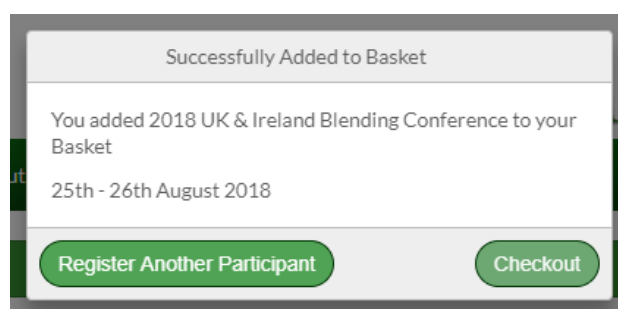 Successfully Added to Basket
You added 2018 UK & Ireland Blending Conference to your
Basket
ut
25th - 26th August 2018
Register Another Participant
Checkout